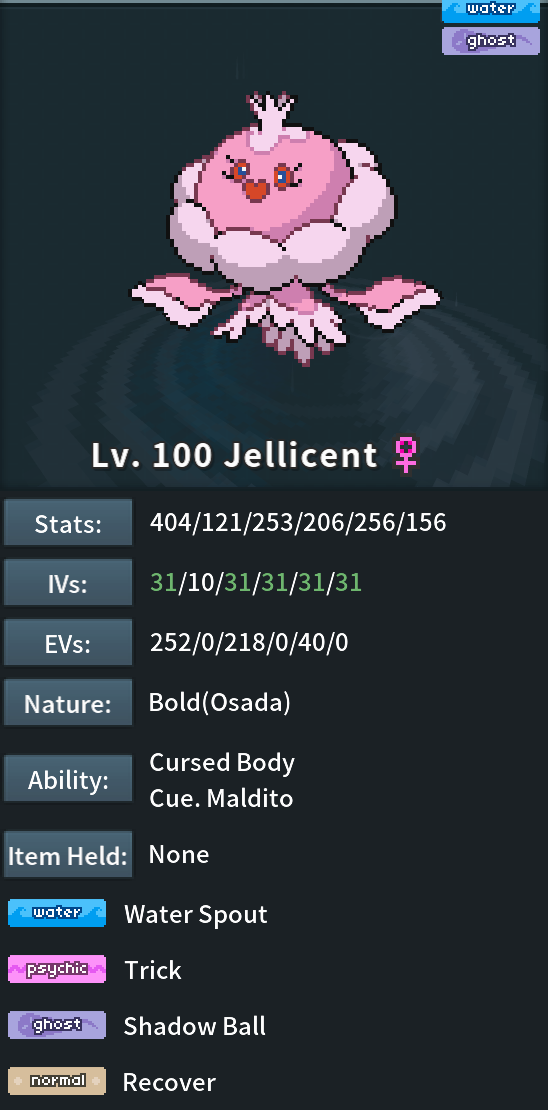 water
ghost
Lv. 100 Jellicent ♀
Stats: 404/121/253/206/256/156
IVs: 31/10/31/31/31/31
EVs: 252/0/218/0/40/0
Nature: Bold(Osada)
Ability: Cursed Body
Cue. Maldito
Item Held: None
water Water Spout
psychic Trick
ghost Shadow Ball
normal Recover